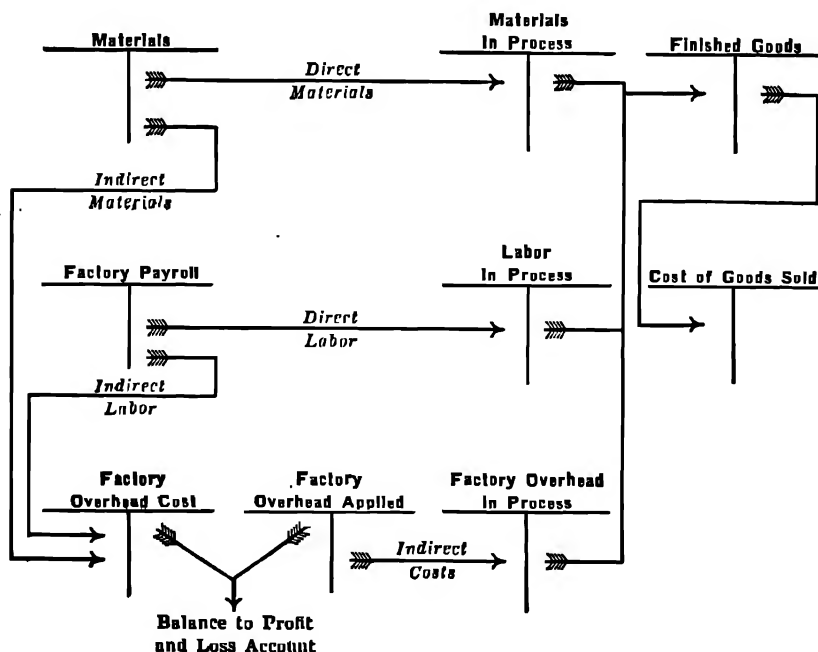 Materials
Materials
In Process
Finished Goods
Direct
Materials
Indirect
Materials
Factory Payroll
Labor
In Process
Cost of Goods Sold
Direct
Labor
Indirect
Labor
Factory
Overhead Cost
Factory
Overhead Applied
Factory Overhead
in Process
Indirect
Costs
Balance to Profit
and Loss Account